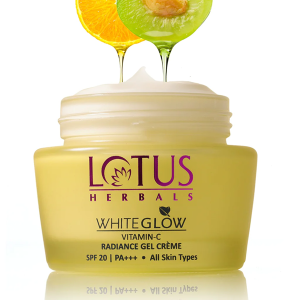 LOTUS
HERBALS
WHITEGLOW
VITAMIN-C
RADIANCE GEL CRÈME
SPF 20 | PA+++ • All Skin Types